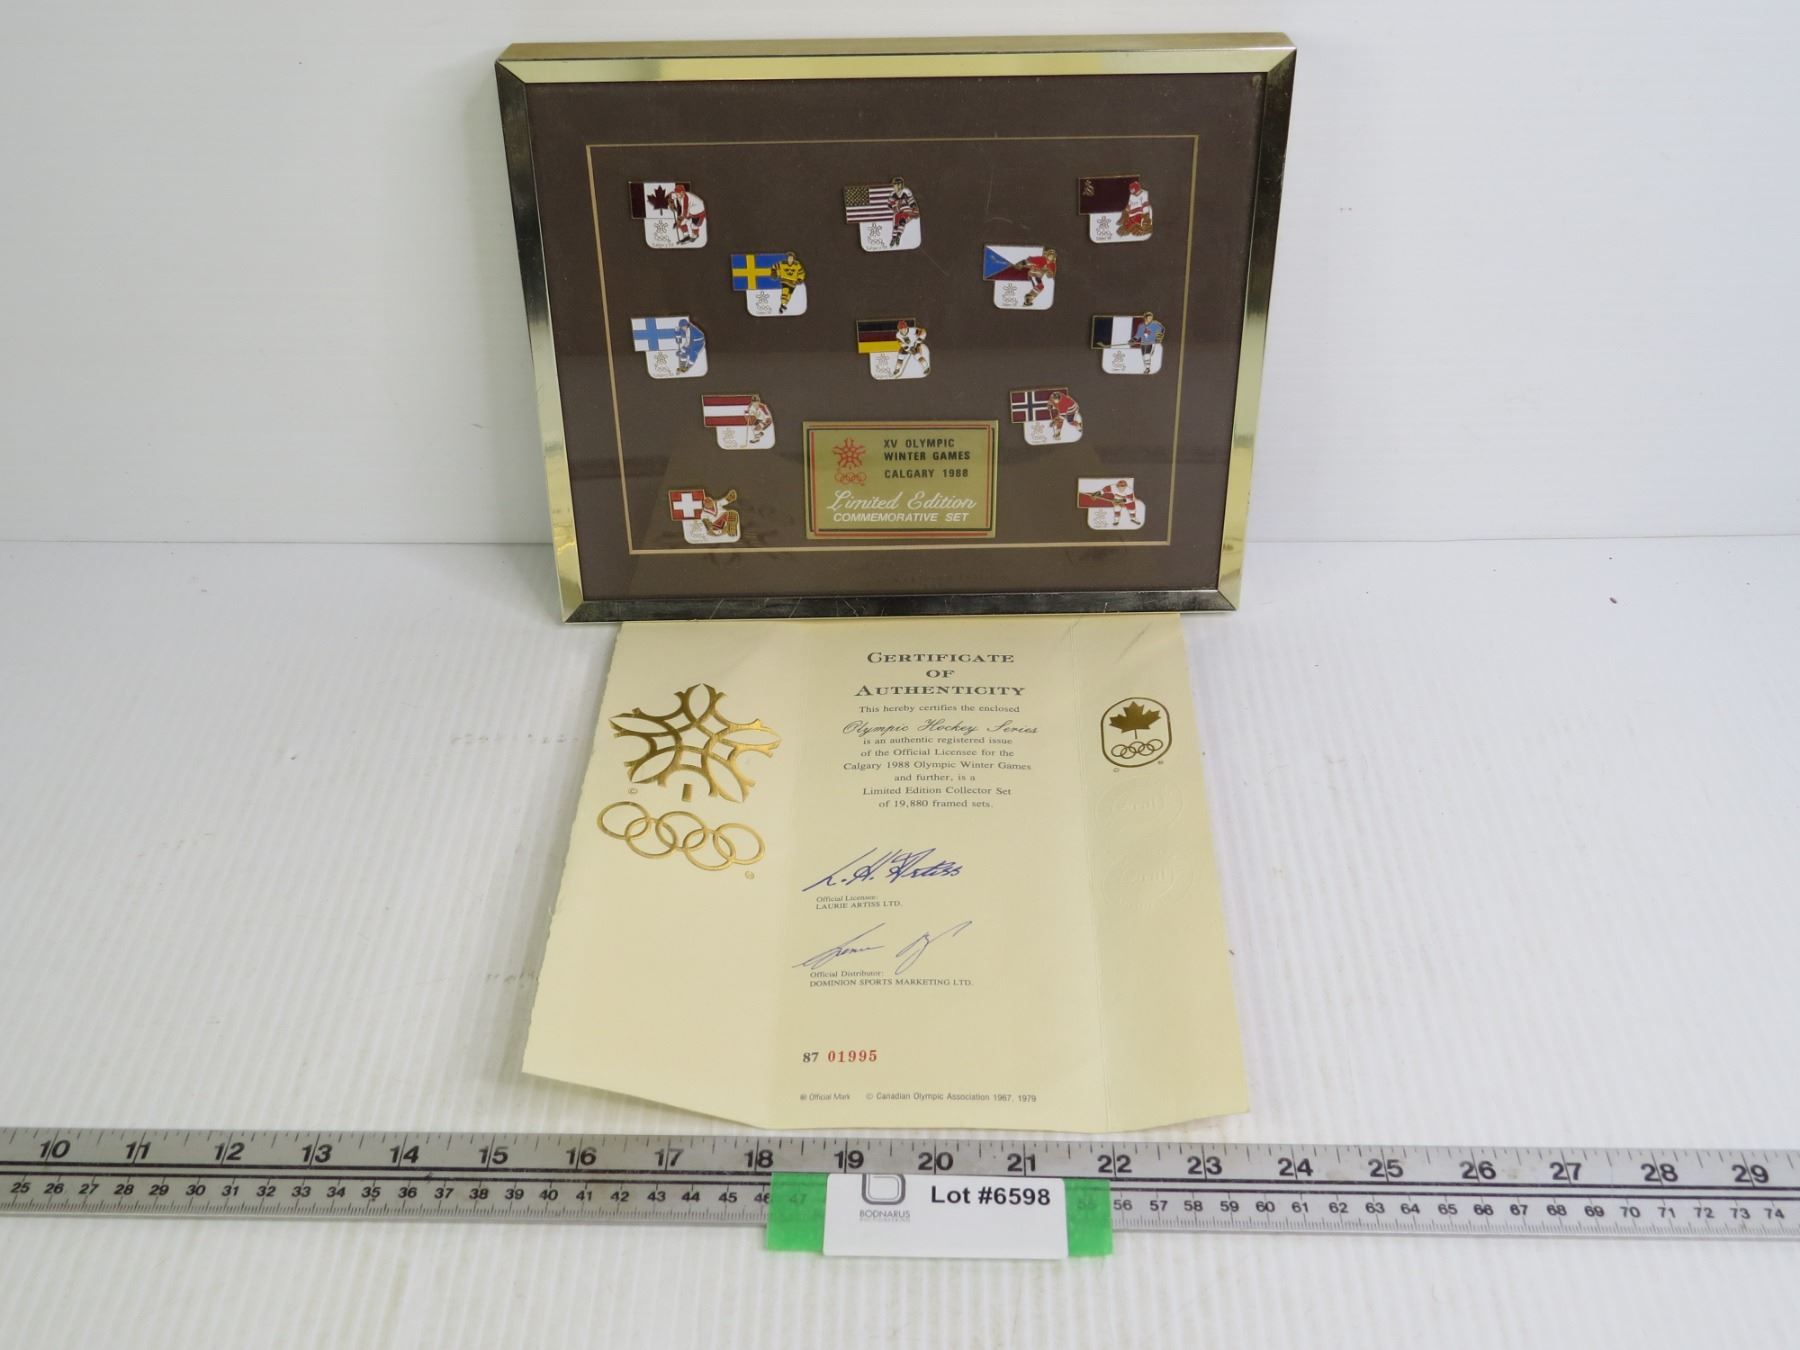 XV OLYMPIC
WINTER GAMES
CALGARY 1988
Limited Edition
COMMEMORATIVE SET
CERTIFICATE
OF
AUTHENTICITY
This hereby certifies the enclosed
Olympic Hockey Series
is an authentic registered issue
of the Official Licensee for the
Calgary 1988 Olympic Winter Games
and further, is a
Limited Edition Collector Set
of 19,880 framed sets.
L. H. Artiss
Official Licensee:
LAURIE ARTISS LTD.
Official Distributor:
DOMINION SPORTS MARKETING LTD.
87 01995
Official Mark © Canadian Olympic Association 1967, 1979
10 11 12 13 14 15 16 17 18 19 20 21 22 23 24 25 26 27 28 29
25 26 27 28 29 30 31 32 33 34 35 36 37 38 39 40 41 42 43 44 45 46 47 55 56 57 58 59 60 61 62 63 64 65 66 67 68 69 70 71 72 73 74
Lot #6598
BODNARUS